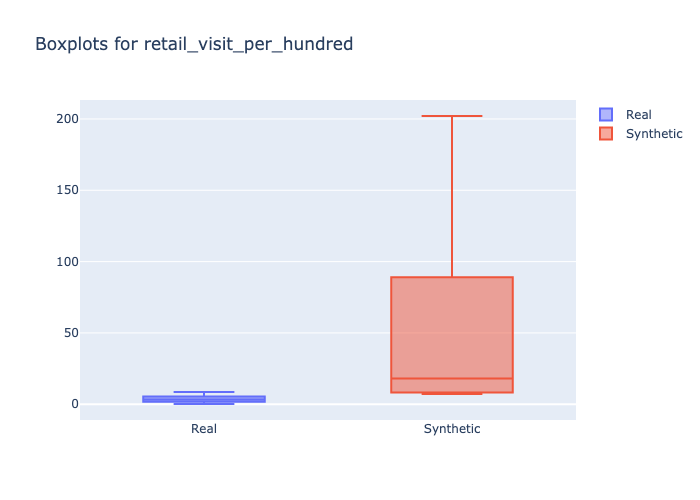 Boxplots for retail_visit_per_hundred
Real
Synthetic
200
150
100
50
0
Real
Synthetic